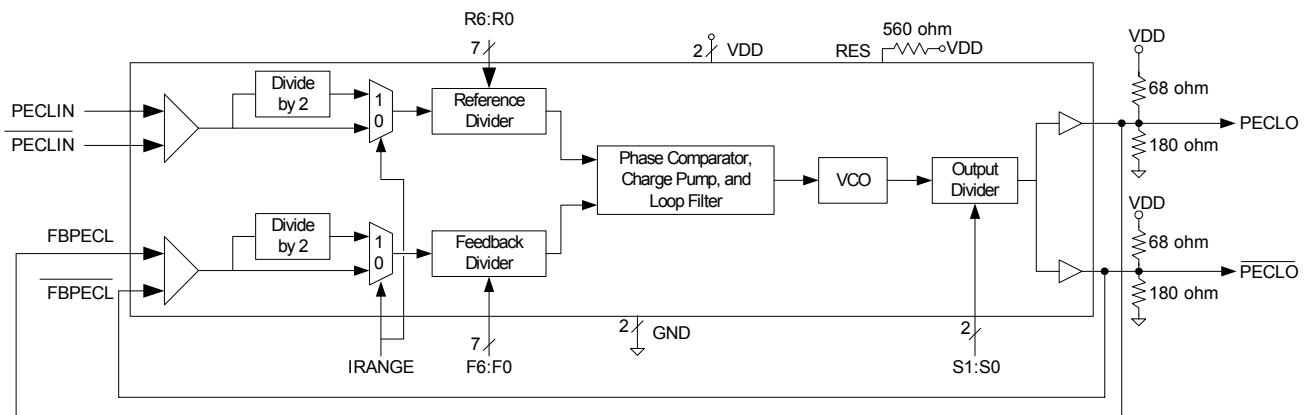 R6:R0
7
2
VDD
RES
560 ohm
VDD
VDD
68 ohm
PECLO
180 ohm
PECLIN
PECLIN
Divide
by 2
1
0
Reference
Divider
Phase Comparator,
Charge Pump, and
Loop Filter
VCO
Output
Divider
VDD
68 ohm
PECLO
180 ohm
FBPECL
FBPECL
Divide
by 2
1
0
Feedback
Divider
2
GND
7
2
IRANGE
F6:F0
S1:S0